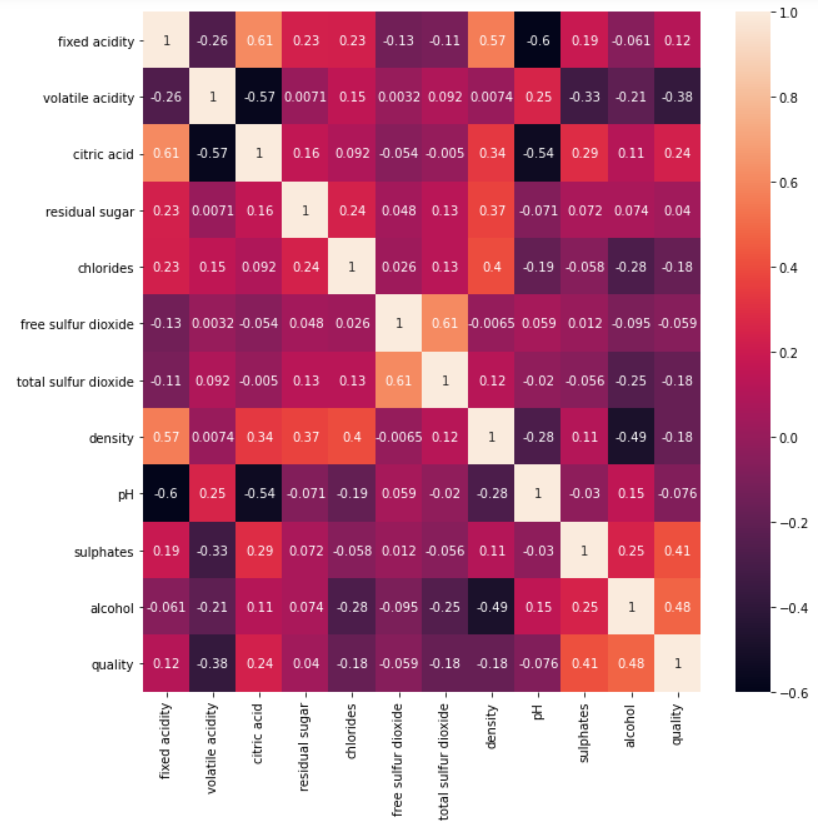 fixed acidity 1 -0.26 0.61 0.23 0.23 -0.13 -0.11 0.57 -0.6 0.19 -0.061 0.12
volatile acidity -0.26 1 -0.57 0.0071 0.15 0.0032 0.092 0.0074 0.25 -0.33 -0.21 -0.38
citric acid 0.61 -0.57 1 0.16 0.092 -0.054 -0.005 0.34 -0.54 0.29 0.11 0.24
residual sugar 0.23 0.0071 0.16 1 0.24 0.048 0.13 0.37 -0.071 0.072 0.074 0.04
chlorides 0.23 0.15 0.092 0.24 1 0.026 0.13 0.4 -0.19 -0.058 -0.28 -0.18
free sulfur dioxide -0.13 0.0032 -0.054 0.048 0.026 1 0.61 -0.0065 0.059 0.012 -0.095 -0.059
total sulfur dioxide -0.11 0.092 -0.005 0.13 0.13 0.61 1 0.12 -0.02 -0.056 -0.25 -0.18
density 0.57 0.0074 0.34 0.37 0.4 -0.0065 0.12 1 -0.28 0.11 -0.49 -0.18
pH -0.6 0.25 -0.54 -0.071 -0.19 0.059 -0.02 -0.28 1 -0.03 0.15 -0.076
sulphates 0.19 -0.33 0.29 0.072 -0.058 0.012 -0.056 0.11 -0.03 1 0.25 0.41
alcohol -0.061 -0.21 0.11 0.074 -0.28 -0.095 -0.25 -0.49 0.15 0.25 1 0.48
quality 0.12 -0.38 0.24 0.04 -0.18 -0.059 -0.18 -0.18 -0.076 0.41 0.48 1
fixed acidity
volatile acidity
citric acid
residual sugar
chlorides
free sulfur dioxide
total sulfur dioxide
density
pH
sulphates
alcohol
quality
1.0
0.8
0.6
0.4
0.2
0.0
−0.2
−0.4
−0.6